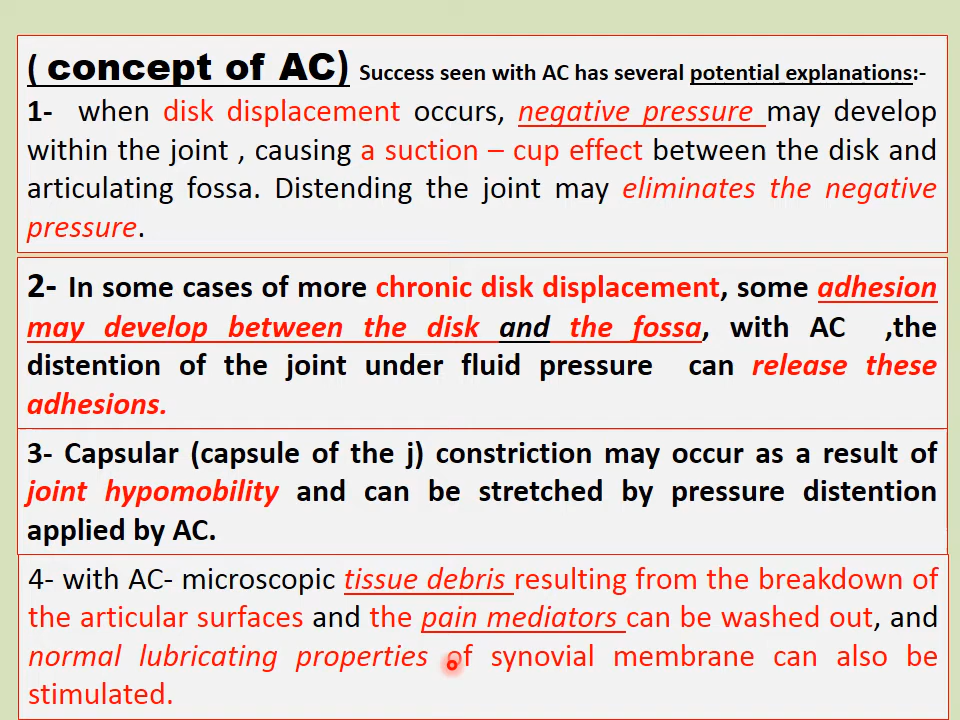 ( concept of AC) Success seen with AC has several potential explanations:-
1- when disk displacement occurs, negative pressure may develop
within the joint , causing a suction – cup effect between the disk and
articulating fossa. Distending the joint may eliminates the negative
pressure.
2- In some cases of more chronic disk displacement, some adhesion
may develop between the disk and the fossa, with AC ,the
distention of the joint under fluid pressure can release these
adhesions.
3- Capsular (capsule of the j) constriction may occur as a result of
joint hypomobility and can be stretched by pressure distention
applied by AC.
4- with AC- microscopic tissue debris resulting from the breakdown of
the articular surfaces and the pain mediators can be washed out, and
normal lubricating properties of synovial membrane can also be
stimulated.